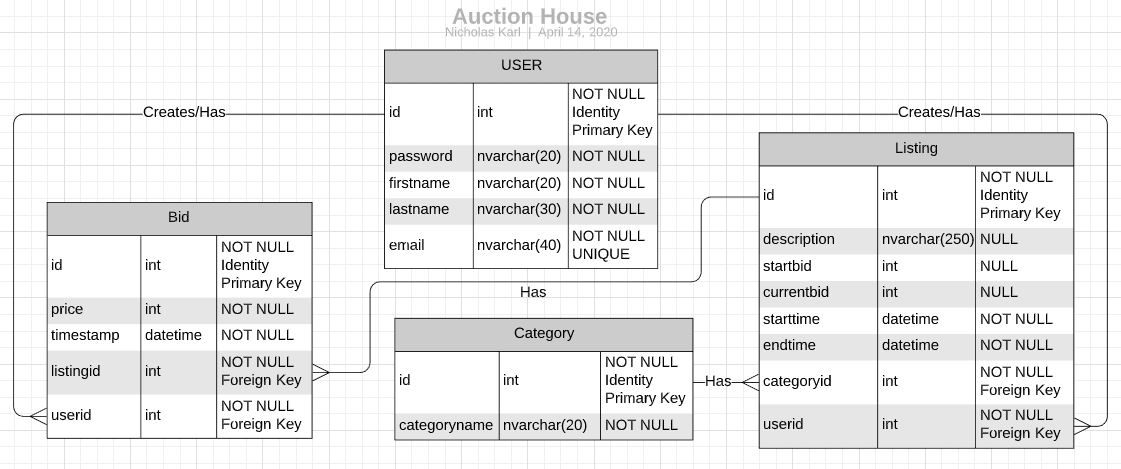 Auction House
Nicholas Karl | April 14, 2020
USER
id int NOT NULL
Identity
Primary Key
password nvarchar(20) NOT NULL
firstname nvarchar(20) NOT NULL
lastname nvarchar(30) NOT NULL
email nvarchar(40) NOT NULL
UNIQUE
Creates/Has
Creates/Has
Listing
id int NOT NULL
Identity
Primary Key
description nvarchar(250) NULL
startbid int NULL
currentbid int NULL
starttime datetime NOT NULL
endtime datetime NOT NULL
categoryid int NOT NULL
Foreign Key
userid int NOT NULL
Foreign Key
Bid
id int NOT NULL
Identity
Primary Key
price int NOT NULL
timestamp datetime NOT NULL
listingid int NOT NULL
Foreign Key
userid int NOT NULL
Foreign Key
Has
Category
id int NOT NULL
Identity
Primary Key
categoryname nvarchar(20) NOT NULL
Has